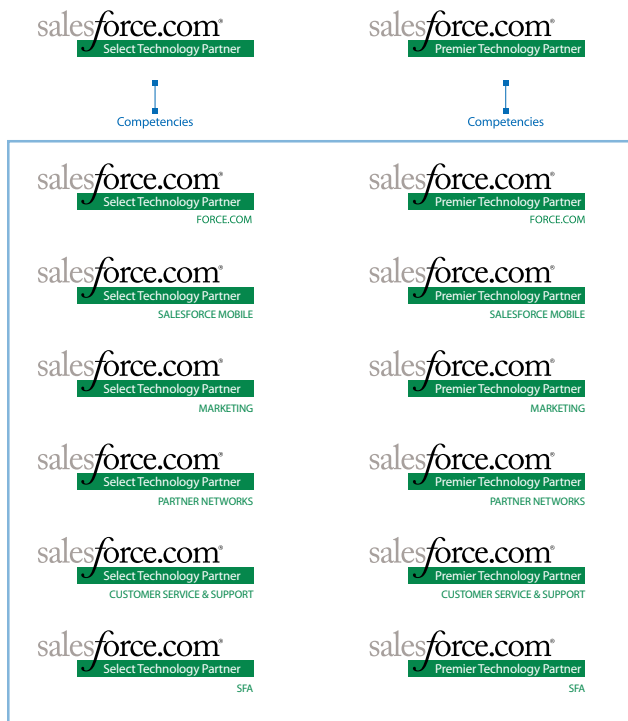 salesforce.com® salesforce.com®
Select Technology Partner Premier Technology Partner
Competencies Competencies
salesforce.com® salesforce.com®
Select Technology Partner Premier Technology Partner
FORCE.COM FORCE.COM
salesforce.com® salesforce.com®
Select Technology Partner Premier Technology Partner
SALESFORCE MOBILE SALESFORCE MOBILE
salesforce.com® salesforce.com®
Select Technology Partner Premier Technology Partner
MARKETING MARKETING
salesforce.com® salesforce.com®
Select Technology Partner Premier Technology Partner
PARTNER NETWORKS PARTNER NETWORKS
salesforce.com® salesforce.com®
Select Technology Partner Premier Technology Partner
CUSTOMER SERVICE & SUPPORT CUSTOMER SERVICE & SUPPORT
salesforce.com® salesforce.com®
Select Technology Partner Premier Technology Partner
SFA SFA